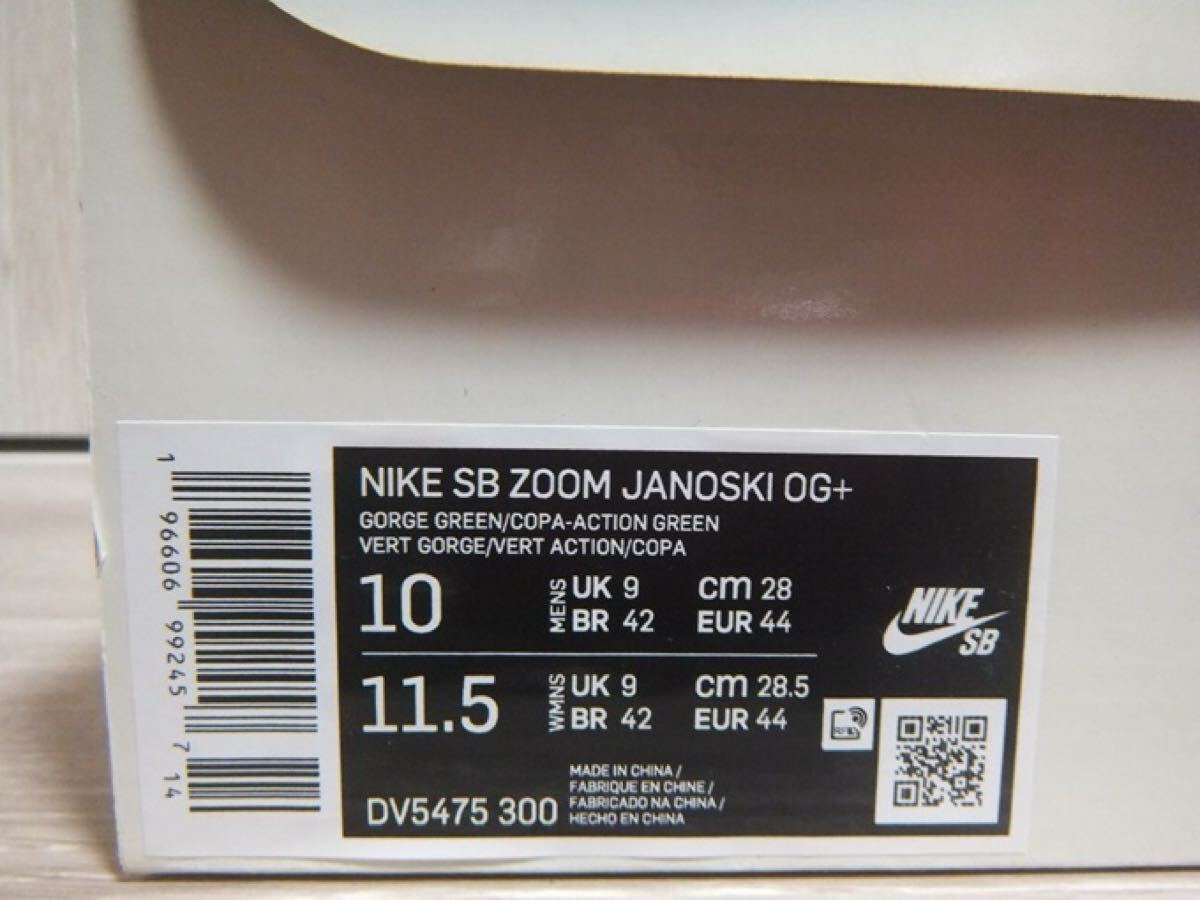 NIKE SB ZOOM JANOSKI OG+
GORGE GREEN/COPA-ACTION GREEN
VERT GORGE/VERT ACTION/COPA
10 MENS UK 9 cm 28
BR 42 EUR 44
11.5 WMNS UK 9 cm 28.5
BR 42 EUR 44
NIKE
SB
RFID
DV5475 300
MADE IN CHINA /
FABRIQUE EN CHINE /
FABRICADO NA CHINA /
HECHO EN CHINA
1 96606 99245 7 14